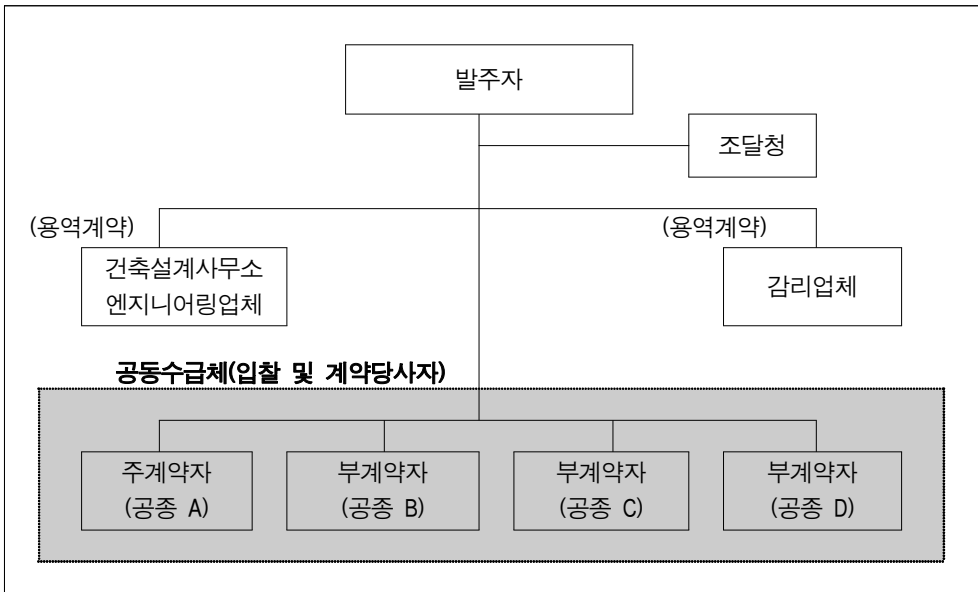 발주자
조달청
(용역계약)
(용역계약)
건축설계사무소
엔지니어링업체
감리업체
공동수급체(입찰 및 계약당사자)
주계약자
(공종 A)
부계약자
(공종 B)
부계약자
(공종 C)
부계약자
(공종 D)